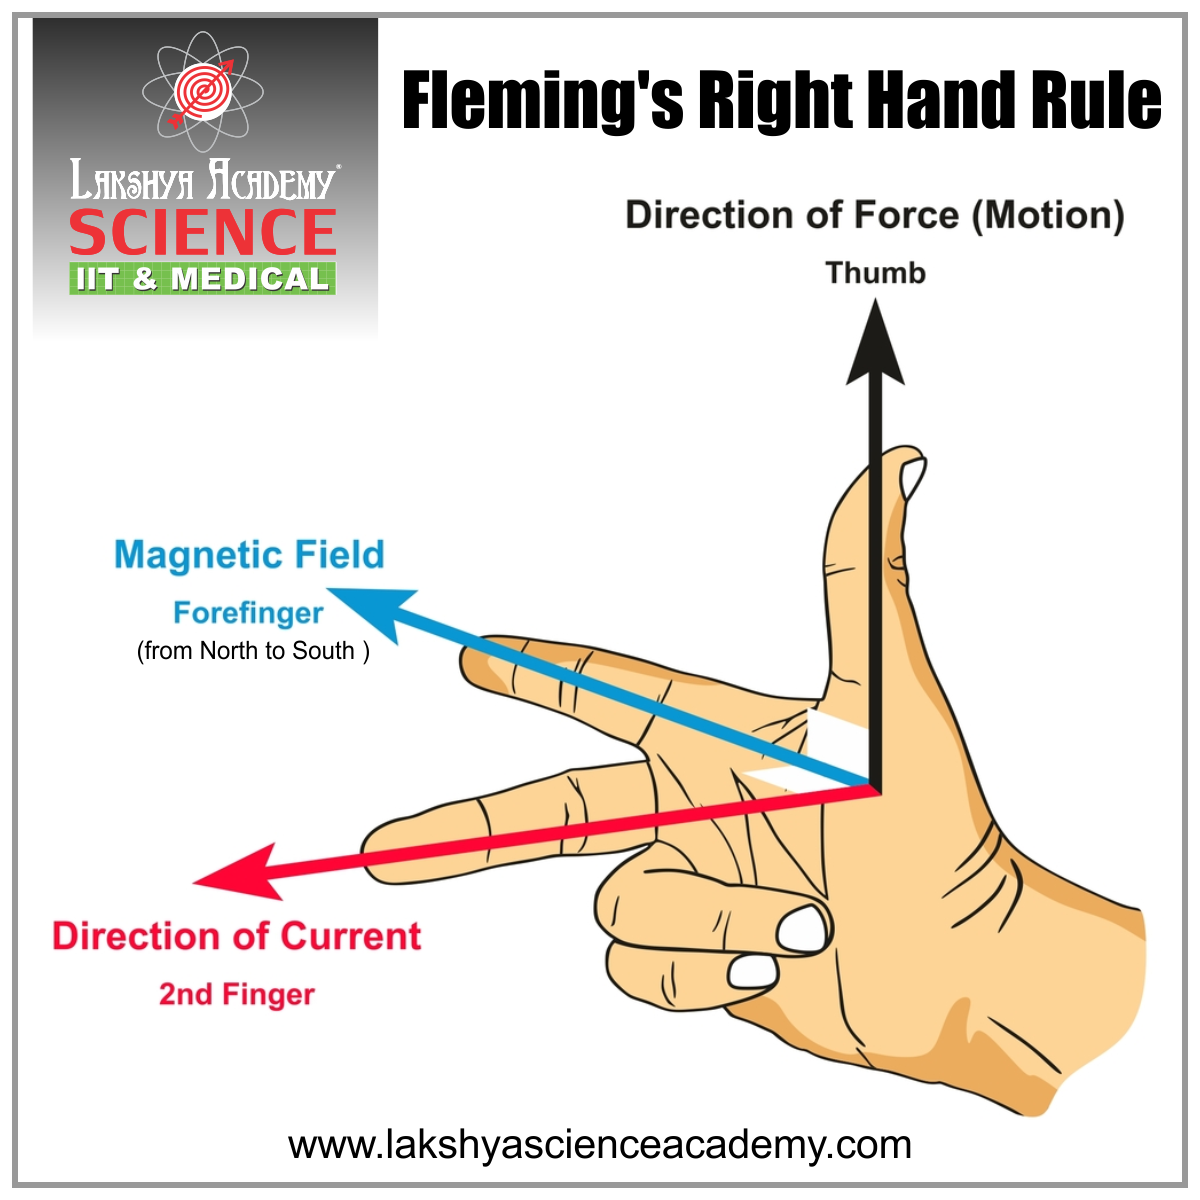 LAKSHYA ACADEMY®
SCIENCE
IIT & MEDICAL
Fleming's Right Hand Rule
Direction of Force (Motion)
Thumb
Magnetic Field
Forefinger
(from North to South )
Direction of Current
2nd Finger
www.lakshyascienceacademy.com